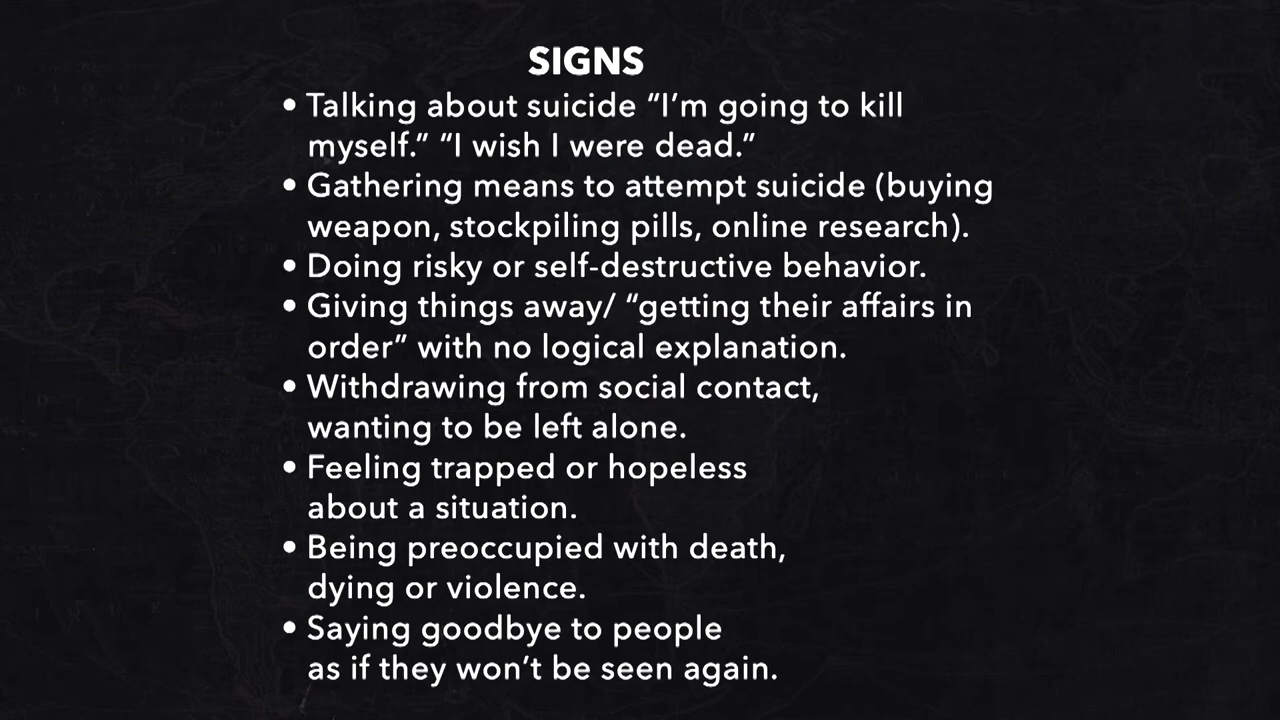 SIGNS
• Talking about suicide “I’m going to kill
myself.” “I wish I were dead.”
• Gathering means to attempt suicide (buying
weapon, stockpiling pills, online research).
• Doing risky or self-destructive behavior.
• Giving things away/ “getting their affairs in
order” with no logical explanation.
• Withdrawing from social contact,
wanting to be left alone.
• Feeling trapped or hopeless
about a situation.
• Being preoccupied with death,
dying or violence.
• Saying goodbye to people
as if they won’t be seen again.